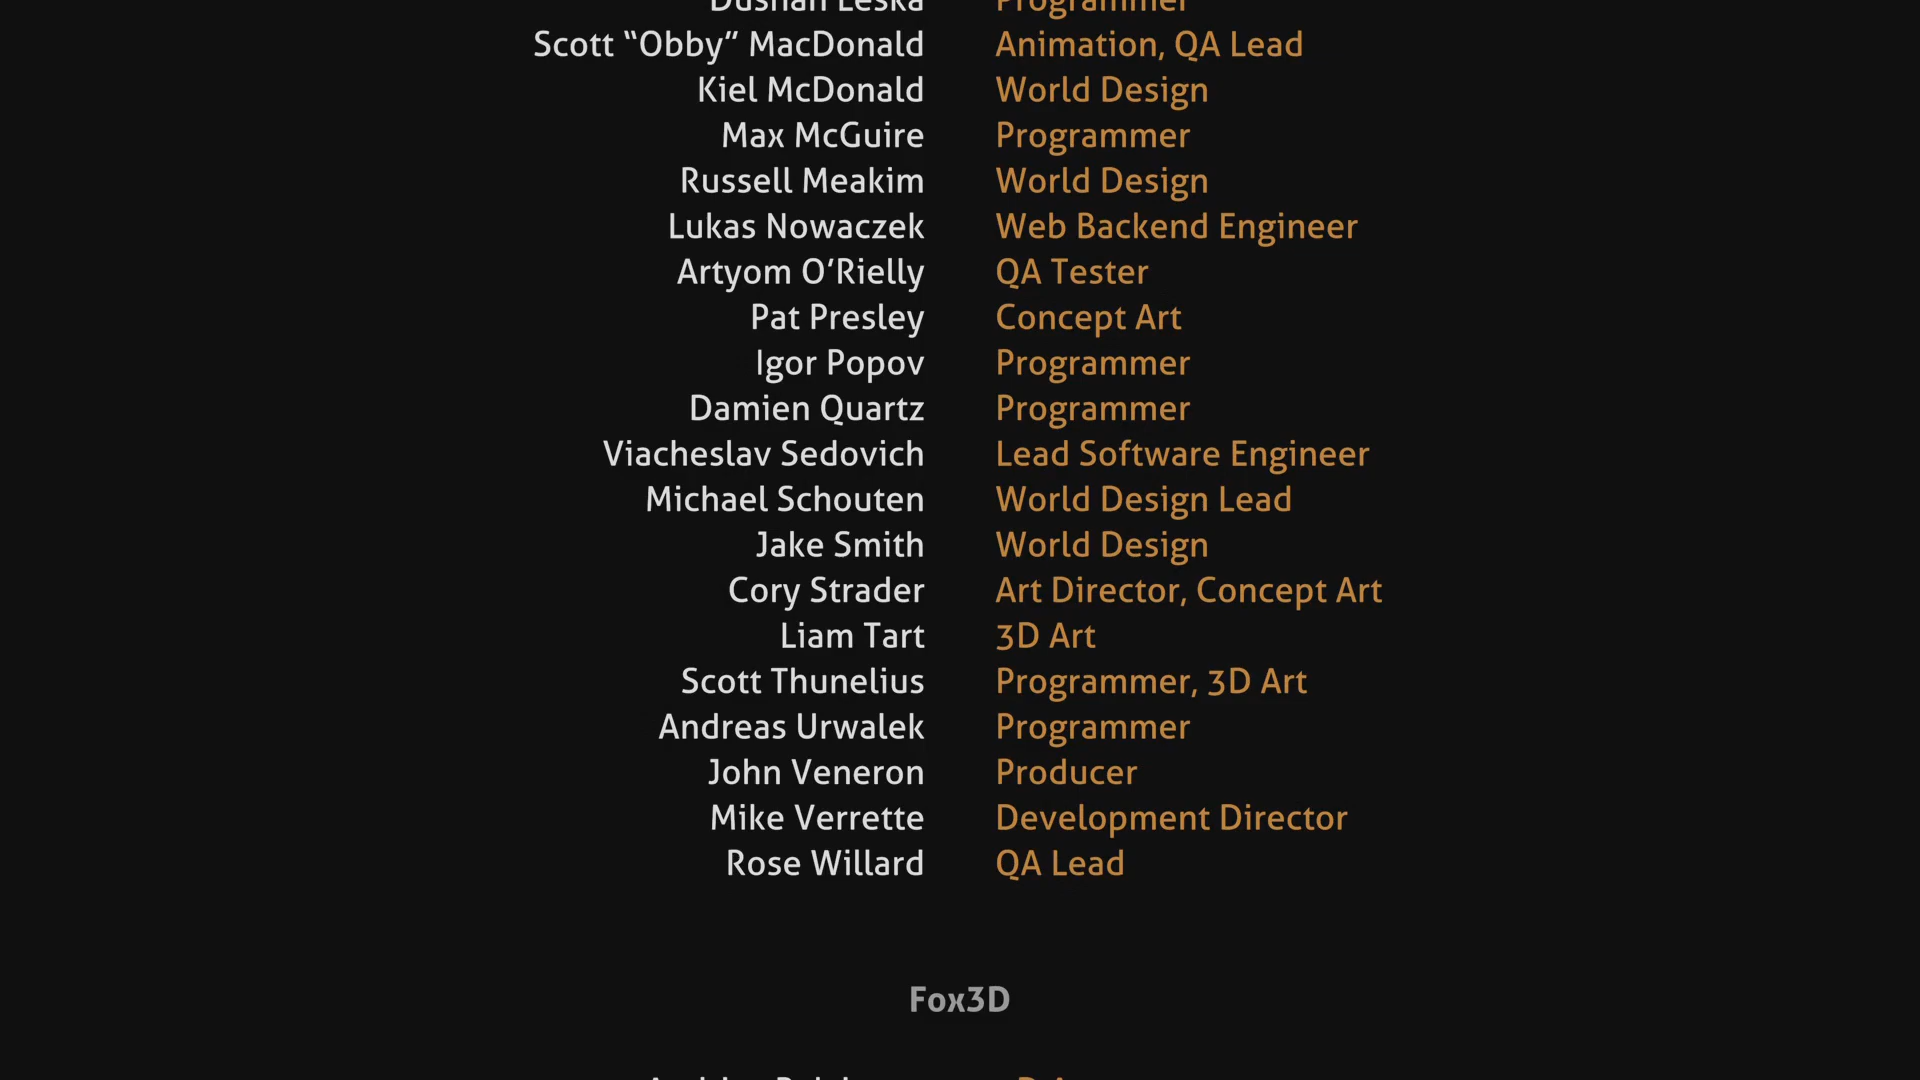 Dushan Leska Programmer
Scott “Obby” MacDonald Animation, QA Lead
Kiel McDonald World Design
Max McGuire Programmer
Russell Meakim World Design
Lukas Nowaczek Web Backend Engineer
Artyom O’Rielly QA Tester
Pat Presley Concept Art
Igor Popov Programmer
Damien Quartz Programmer
Viacheslav Sedovich Lead Software Engineer
Michael Schouten World Design Lead
Jake Smith World Design
Cory Strader Art Director, Concept Art
Liam Tart 3D Art
Scott Thunelius Programmer, 3D Art
Andreas Urwalek Programmer
John Veneron Producer
Mike Verrette Development Director
Rose Willard QA Lead
Fox3D